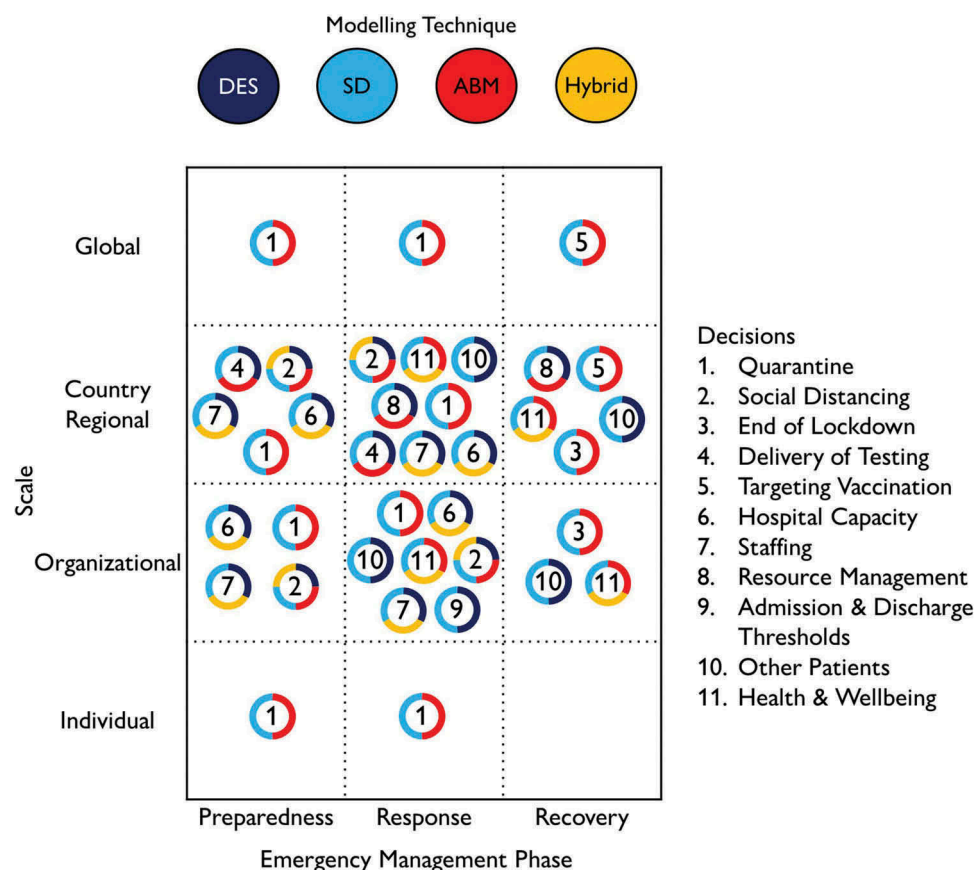 Modelling Technique
DES SD ABM Hybrid
Global
1 1 5
Country
Regional
4 2
7 6
1
2 11 10
8 1
4 7 6
8 5
11 10
3
Scale
Organizational
6 1
7 2
1 6
10 11 2
7 9
3
10 11
Individual
1 1
Preparedness Response Recovery
Emergency Management Phase
Decisions
1. Quarantine
2. Social Distancing
3. End of Lockdown
4. Delivery of Testing
5. Targeting Vaccination
6. Hospital Capacity
7. Staffing
8. Resource Management
9. Admission & Discharge
Thresholds
10. Other Patients
11. Health & Wellbeing